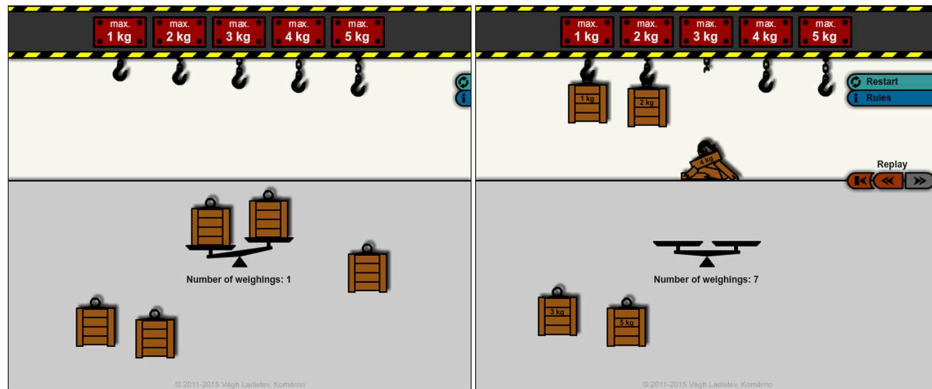 max.
1 kg
max.
2 kg
max.
3 kg
max.
4 kg
max.
5 kg
Number of weighings: 1
© 2011-2015 Végh Ladislav, Komárno
max.
1 kg
max.
2 kg
max.
3 kg
max.
4 kg
max.
5 kg
Restart
i Rules
1 kg
2 kg
4 kg
Replay
Number of weighings: 7
3 kg
5 kg
© 2011-2015 Végh Ladislav, Komárno